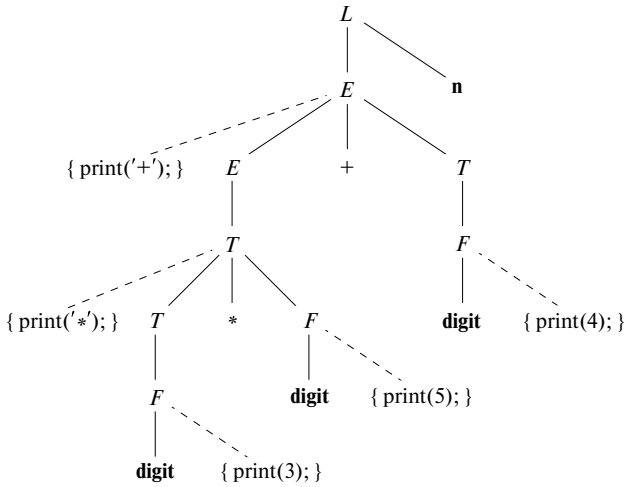 L
E n
{ print('+'); } E + T
T F
{ print('*'); } T * F digit { print(4); }
F digit { print(5); }
digit { print(3); }